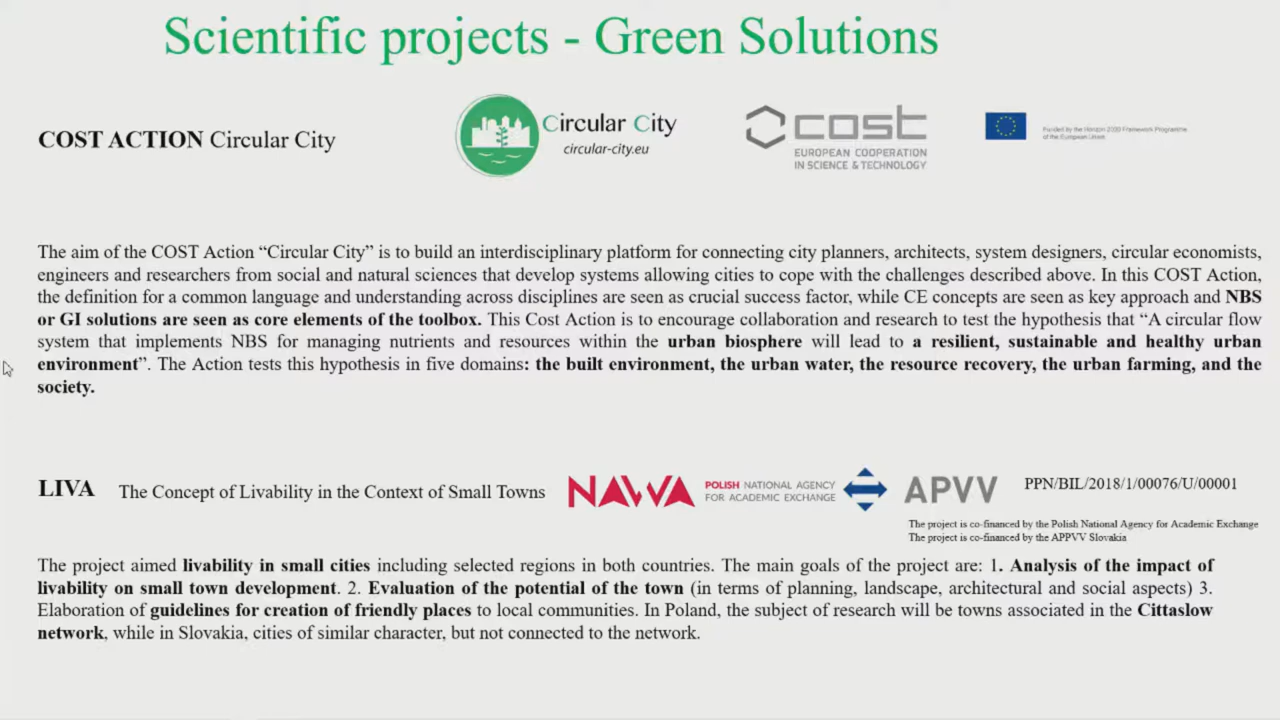 Scientific projects - Green Solutions
COST ACTION Circular City
Circular City
circular-city.eu
cost
EUROPEAN COOPERATION
IN SCIENCE & TECHNOLOGY
Funded by the Horizon 2020 Framework Programme
of the European Union
The aim of the COST Action “Circular City” is to build an interdisciplinary platform for connecting city planners, architects, system designers, circular economists,
engineers and researchers from social and natural sciences that develop systems allowing cities to cope with the challenges described above. In this COST Action,
the definition for a common language and understanding across disciplines are seen as crucial success factor, while CE concepts are seen as key approach and NBS
or GI solutions are seen as core elements of the toolbox. This Cost Action is to encourage collaboration and research to test the hypothesis that “A circular flow
system that implements NBS for managing nutrients and resources within the urban biosphere will lead to a resilient, sustainable and healthy urban
environment”. The Action tests this hypothesis in five domains: the built environment, the urban water, the resource recovery, the urban farming, and the
society.
LIVA The Concept of Livability in the Context of Small Towns
NAWA
POLISH NATIONAL AGENCY
FOR ACADEMIC EXCHANGE
APVV
PPN/BIL/2018/1/00076/U/00001
The project is co-financed by the Polish National Agency for Academic Exchange
The project is co-financed by the APPVV Slovakia
The project aimed livability in small cities including selected regions in both countries. The main goals of the project are: 1. Analysis of the impact of
livability on small town development. 2. Evaluation of the potential of the town (in terms of planning, landscape, architectural and social aspects) 3.
Elaboration of guidelines for creation of friendly places to local communities. In Poland, the subject of research will be towns associated in the Cittaslow
network, while in Slovakia, cities of similar character, but not connected to the network.